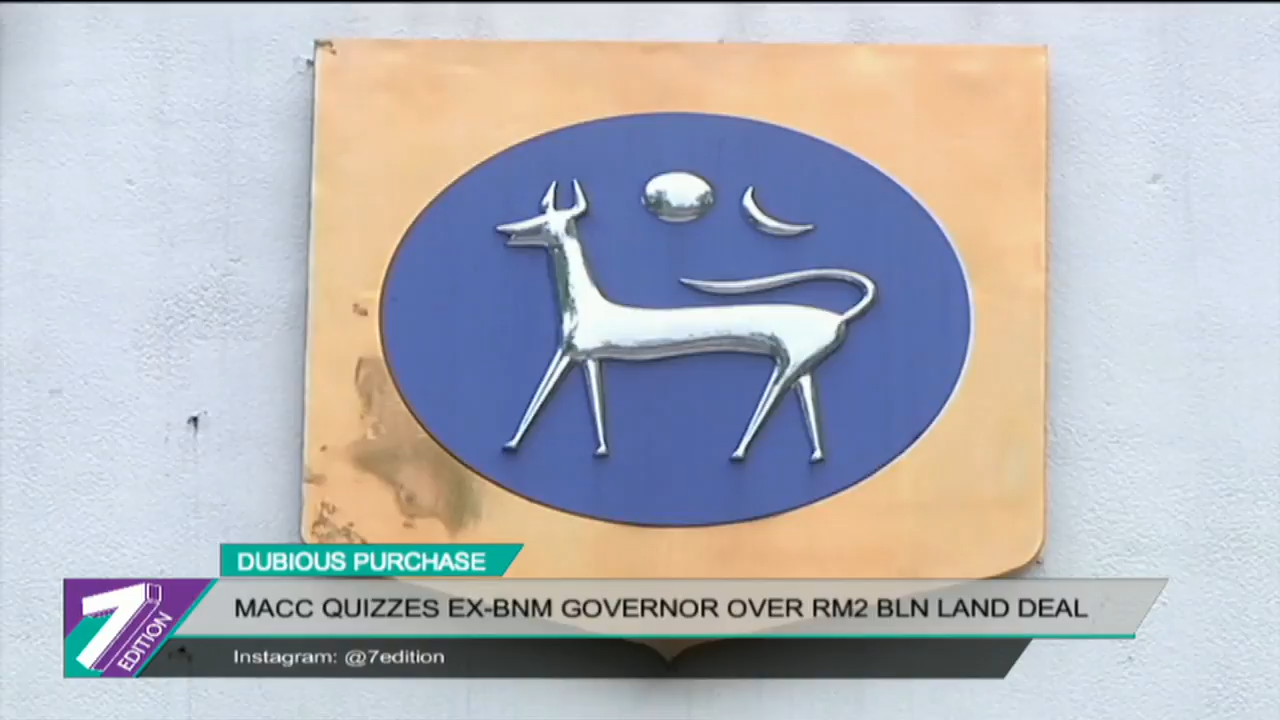 DUBIOUS PURCHASE
MACC QUIZZES EX-BNM GOVERNOR OVER RM2 BLN LAND DEAL
7 EDITION
Instagram: @7edition